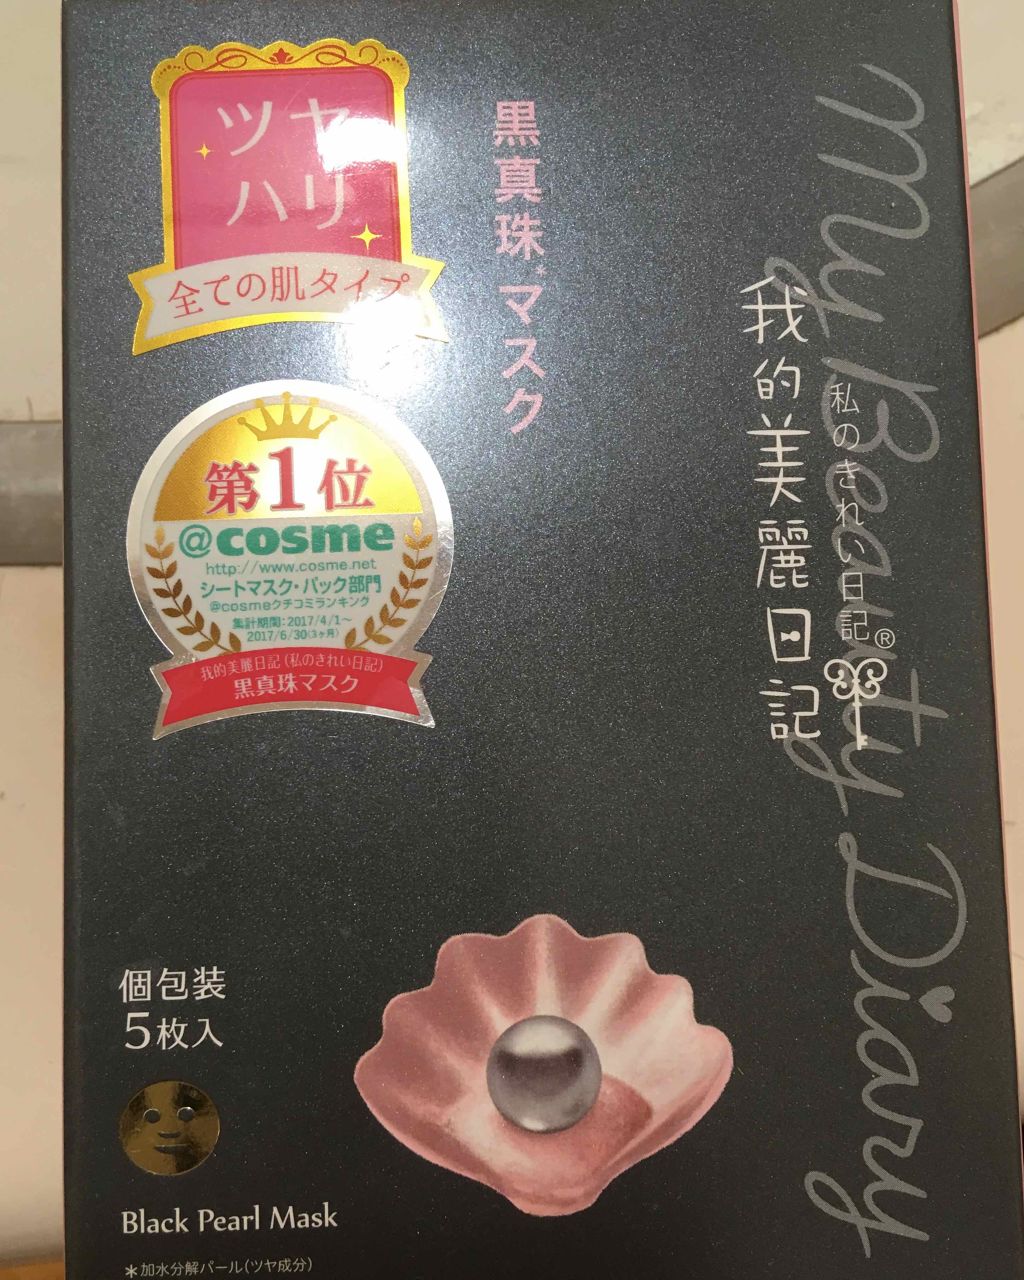 ツヤ
ハリ
全ての肌タイプ
黒真珠*マスク
My Beauty Diary
我的美麗日記
私のきれい日記®
第1位
@cosme
http://www.cosme.net
シートマスク・パック部門
@cosmeクチコミランキング
集計期間:2017/4/1~
2017/6/30(3ヶ月)
我的美麗日記(私のきれい日記)
黒真珠マスク
個包装
5枚入
Black Pearl Mask
*加水分解パール(ツヤ成分)